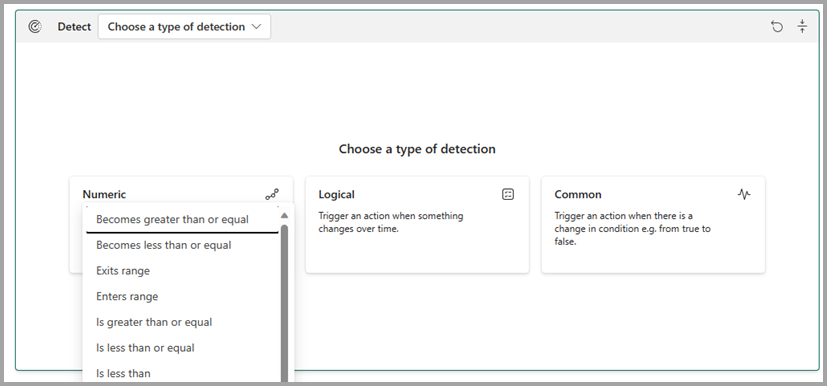 Detect
Choose a type of detection
Choose a type of detection
Numeric
Becomes greater than or equal
Becomes less than or equal
Exits range
Enters range
Is greater than or equal
Is less than or equal
Is less than
Logical
Trigger an action when something
changes over time.
Common
Trigger an action when there is a
change in condition e.g. from true to
false.